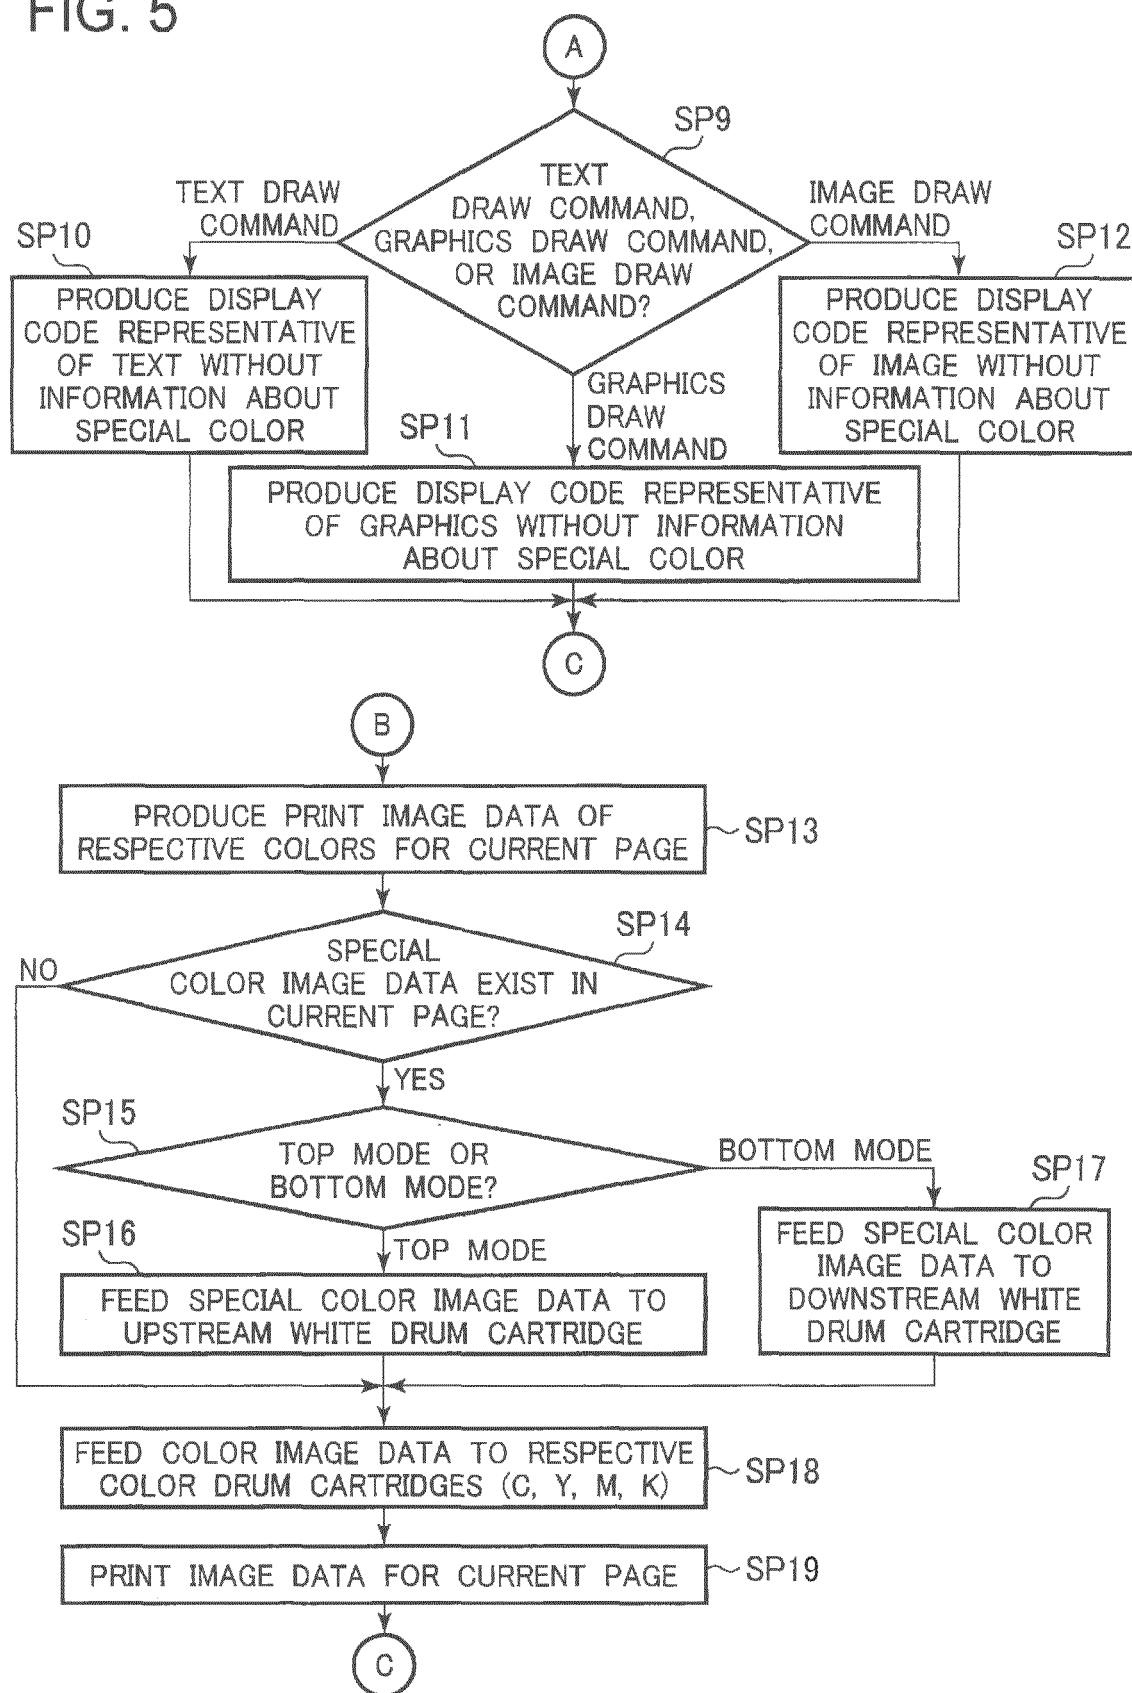 FIG. 5
A
SP9
TEXT
DRAW COMMAND,
GRAPHICS DRAW COMMAND,
OR IMAGE DRAW
COMMAND?
TEXT DRAW
COMMAND
IMAGE DRAW
COMMAND
SP10
PRODUCE DISPLAY
CODE REPRESENTATIVE
OF TEXT WITHOUT
INFORMATION ABOUT
SPECIAL COLOR
SP12
PRODUCE DISPLAY
CODE REPRESENTATIVE
OF IMAGE WITHOUT
INFORMATION ABOUT
SPECIAL COLOR
GRAPHICS
DRAW
COMMAND
SP11
PRODUCE DISPLAY CODE REPRESENTATIVE
OF GRAPHICS WITHOUT INFORMATION
ABOUT SPECIAL COLOR
C
B
PRODUCE PRINT IMAGE DATA OF
RESPECTIVE COLORS FOR CURRENT PAGE
SP13
SP14
SPECIAL
COLOR IMAGE DATA EXIST IN
CURRENT PAGE?
NO
YES
SP15
TOP MODE OR
BOTTOM MODE?
BOTTOM MODE
SP17
FEED SPECIAL COLOR
IMAGE DATA TO
DOWNSTREAM WHITE
DRUM CARTRIDGE
TOP MODE
SP16
FEED SPECIAL COLOR IMAGE DATA TO
UPSTREAM WHITE DRUM CARTRIDGE
FEED COLOR IMAGE DATA TO RESPECTIVE
COLOR DRUM CARTRIDGES (C, Y, M, K)
SP18
PRINT IMAGE DATA FOR CURRENT PAGE
SP19
C